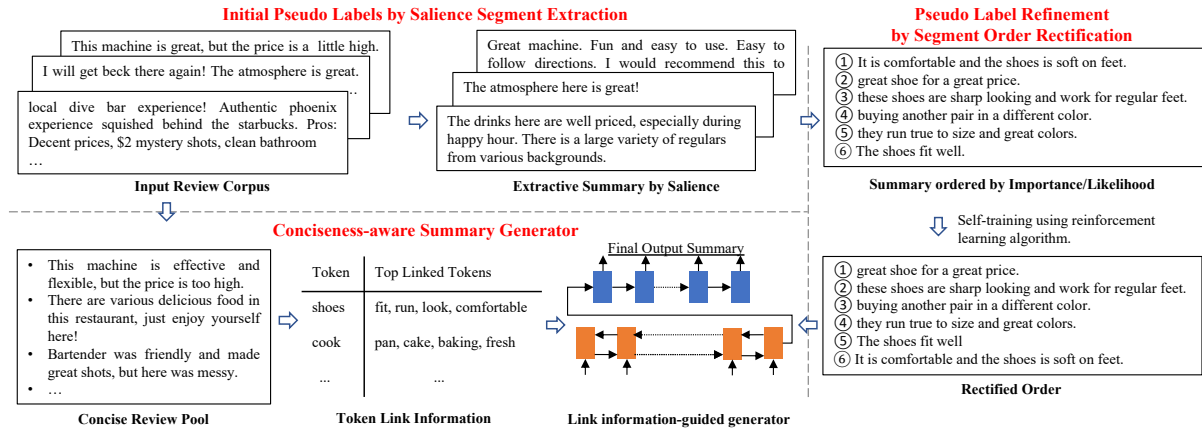 Initial Pseudo Labels by Salience Segment Extraction
This machine is great, but the price is a little high.
I will get beck there again! The atmosphere is great.
..
local dive bar experience! Authentic phoenix
experience squished behind the starbucks. Pros:
Decent prices, $2 mystery shots, clean bathroom
…
Input Review Corpus
Great machine. Fun and easy to use. Easy to
follow directions. I would recommend this to
The atmosphere here is great!
The drinks here are well priced, especially during
happy hour. There is a large variety of regulars
from various backgrounds.
Extractive Summary by Salience
Pseudo Label Refinement
by Segment Order Rectification
① It is comfortable and the shoes is soft on feet.
② great shoe for a great price.
③ these shoes are sharp looking and work for regular feet.
④ buying another pair in a different color.
⑤ they run true to size and great colors.
⑥ The shoes fit well.
Summary ordered by Importance/Likelihood
Self-training using reinforcement
learning algorithm.
① great shoe for a great price.
② these shoes are sharp looking and work for regular feet.
③ buying another pair in a different color.
④ they run true to size and great colors.
⑤ The shoes fit well
⑥ It is comfortable and the shoes is soft on feet.
Rectified Order
Conciseness-aware Summary Generator
• This machine is effective and
flexible, but the price is too high.
• There are various delicious food in
this restaurant, just enjoy yourself
here!
• Bartender was friendly and made
great shots, but here was messy.
• …
Concise Review Pool
Token Top Linked Tokens
shoes fit, run, look, comfortable
cook pan, cake, baking, fresh
... ...
Token Link Information
Final Output Summary
Link information-guided generator